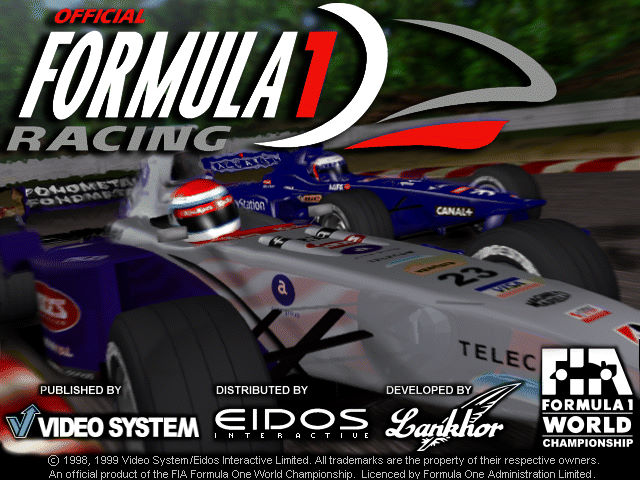 OFFICIAL
FORMULA 1
RACING
FONDMETAL
FONDMETAL
PlayStation
CANAL+
23
VISA
a
TELEC
PUBLISHED BY
VIDEO SYSTEM
DISTRIBUTED BY
EIDOS
INTERACTIVE
DEVELOPED BY
Lankhor
FIA
FORMULA 1
WORLD
CHAMPIONSHIP
© 1998, 1999 Video System/Eidos Interactive Limited. All trademarks are the property of their respective owners.
An official product of the FIA Formula One World Championship. Licenced by Formula One Administration Limited.